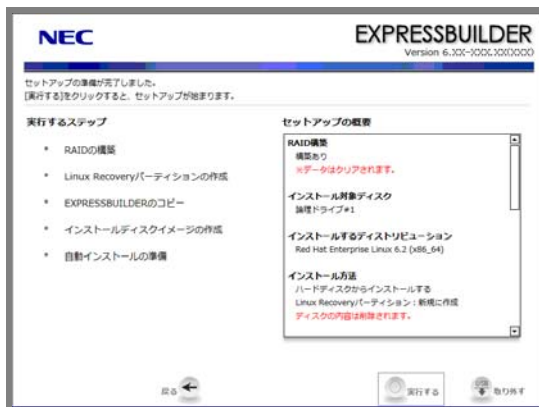 NEC
EXPRESSBUILDER
Version 6.XX-XXX.XX(XXX)
セットアップの準備が完了しました。
[実行する]をクリックすると、セットアップが始まります。
実行するステップ
* RAIDの構築
* Linux Recoveryパーティションの作成
* EXPRESSBUILDERのコピー
* インストールディスクイメージの作成
* 自動インストールの準備
セットアップの概要
RAID構築
構築あり
※データはクリアされます。
インストール対象ディスク
論理ドライブ#1
インストールするディストリビューション
Red Hat Enterprise Linux 6.2 (x86_64)
インストール方法
ハードディスクからインストールする
Linux Recoveryパーティション:新規に作成
ディスクの内容は削除されます。
戻る
実行する
取り外す